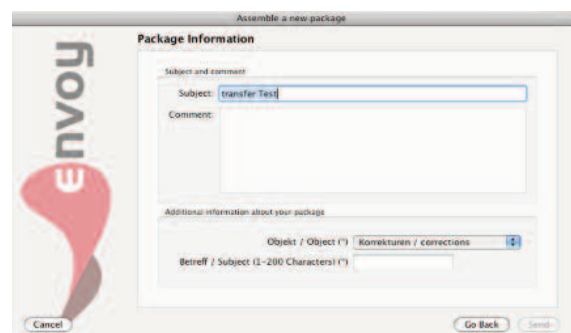 Assemble a new package
envoy
Package Information
Subject and comment
Subject: transfer Test
Comment:
Additional information about your package
Objekt / Object (*) Korrekturen / corrections
Betreff / Subject (1-200 Characters) (*)
Cancel Go Back Send